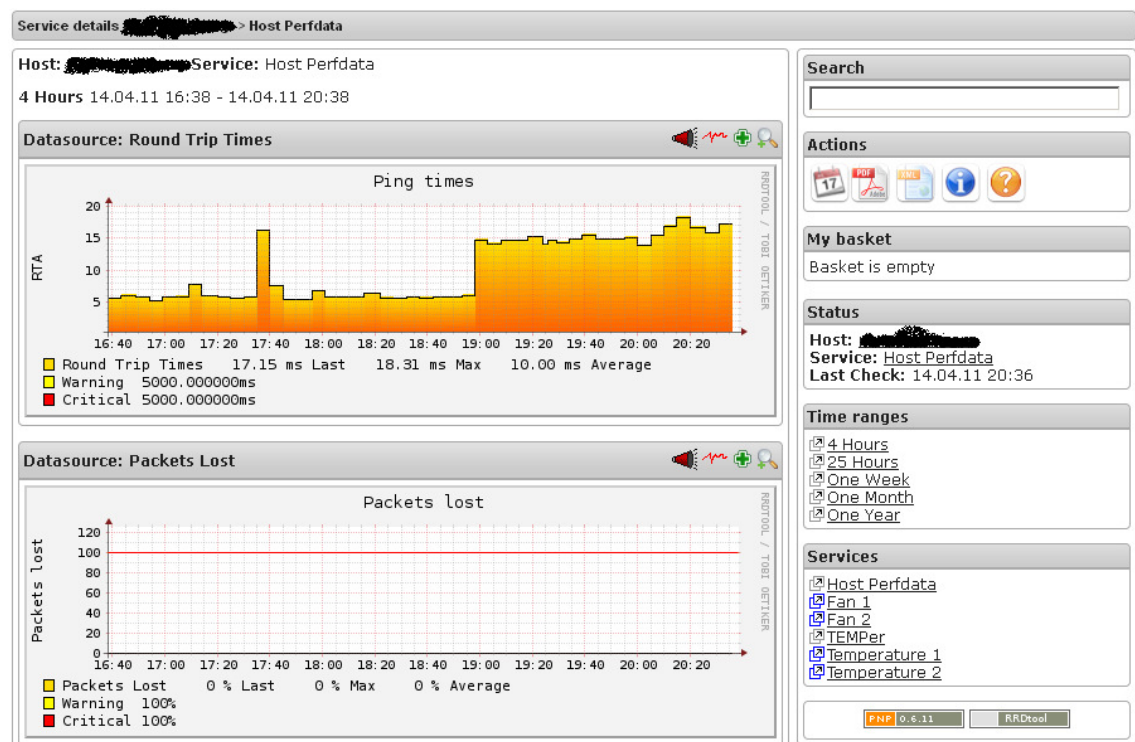 Service details > Host Perfdata
Host: Service: Host Perfdata
4 Hours 14.04.11 16:38 - 14.04.11 20:38
Datasource: Round Trip Times
Ping times
RRDTOOL / TOBI OETIKER
RTA
20
15
10
5
16:40 17:00 17:20 17:40 18:00 18:20 18:40 19:00 19:20 19:40 20:00 20:20
Round Trip Times 17.15 ms Last 18.31 ms Max 10.00 ms Average
Warning 5000.000000ms
Critical 5000.000000ms
Datasource: Packets Lost
Packets lost
RRDTOOL / TOBI OETIKER
Packets lost
120
100
80
60
40
20
0
16:40 17:00 17:20 17:40 18:00 18:20 18:40 19:00 19:20 19:40 20:00 20:20
Packets Lost 0 % Last 0 % Max 0 % Average
Warning 100%
Critical 100%
Search
Actions
17 PDF Adobe XML i ?
My basket
Basket is empty
Status
Host:
Service: Host Perfdata
Last Check: 14.04.11 20:36
Time ranges
4 Hours
25 Hours
One Week
One Month
One Year
Services
Host Perfdata
Fan 1
Fan 2
TEMPer
Temperature 1
Temperature 2
PNP 0.6.11 RRDtool